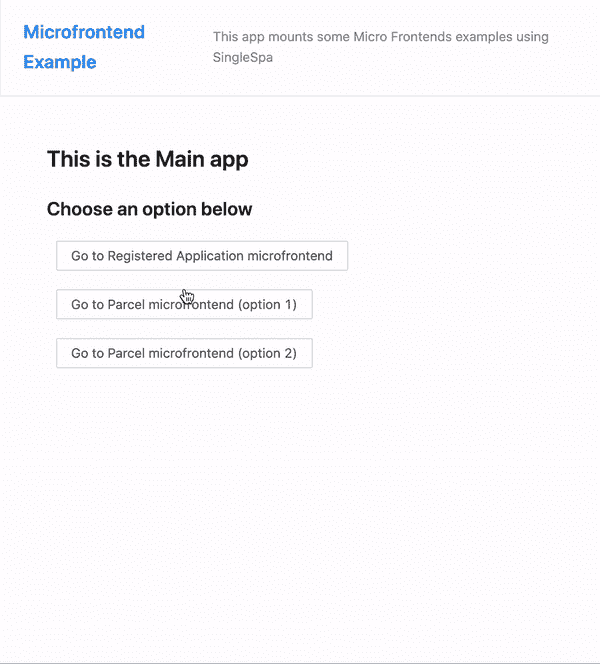 Microfrontend
Example
This app mounts some Micro Frontends examples using
SingleSpa
This is the Main app
Choose an option below
Go to Registered Application microfrontend
Go to Parcel microfrontend (option 1)
Go to Parcel microfrontend (option 2)